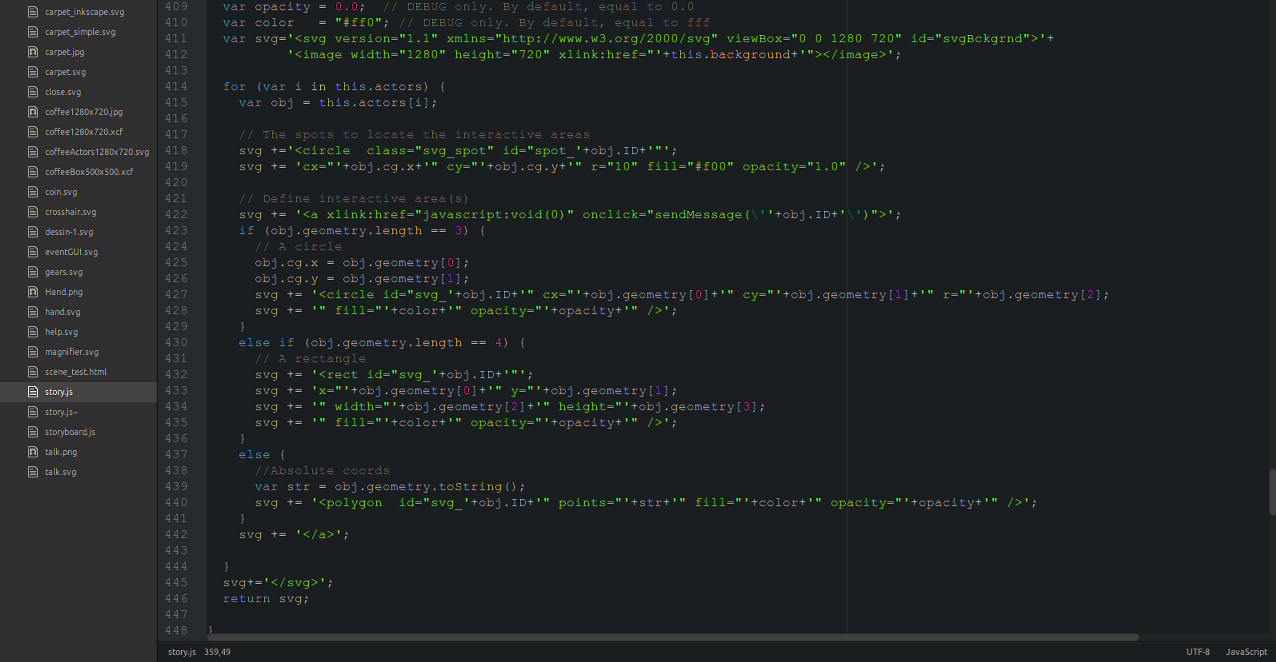 carpet_inkscape.svg
carpet_simple.svg
carpet.jpg
carpet.svg
close.svg
coffee1280x720.jpg
coffee1280x720.xcf
coffeeActors1280x720.svg
coffeeBox500x500.xcf
coin.svg
crosshair.svg
dessin-1.svg
eventGUI.svg
gears.svg
Hand.png
hand.svg
help.svg
magnifier.svg
scene_test.html
story.js
story.js~
storyboard.js
talk.png
talk.svg
409   var opacity = 0.0;  // DEBUG only. By default, equal to 0.0
410   var color   = "#ff0"; // DEBUG only. By default, equal to fff
411   var svg='<svg version="1.1" xmlns="http://www.w3.org/2000/svg" viewBox="0 0 1280 720" id="svgBckgrnd">'+
412           '<image width="1280" height="720" xlink:href="'+this.background+'"></image>';
413
414   for (var i in this.actors) {
415     var obj = this.actors[i];
416
417     // The spots to locate the interactive areas
418     svg +='<circle  class="svg_spot" id="spot_'+obj.ID+'"';
419     svg += 'cx="'+obj.cg.x+'" cy="'+obj.cg.y+'" r="10" fill="#f00" opacity="1.0" />';
420
421     // Define interactive area(s)
422     svg += '<a xlink:href="javascript:void(0)" onclick="sendMessage(\''+obj.ID+'\')">';
423     if (obj.geometry.length == 3) {
424       // A circle
425       obj.cg.x = obj.geometry[0];
426       obj.cg.y = obj.geometry[1];
427       svg += '<circle id="svg_'+obj.ID+'" cx="'+obj.geometry[0]+'" cy="'+obj.geometry[1]+'" r="'+obj.geometry[2];
428       svg += '" fill="'+color+'" opacity="'+opacity+'" />';
429     }
430     else if (obj.geometry.length == 4) {
431       // A rectangle
432       svg += '<rect id="svg_'+obj.ID+'"';
433       svg += 'x="'+obj.geometry[0]+'" y="'+obj.geometry[1];
434       svg += '" width="'+obj.geometry[2]+'" height="'+obj.geometry[3];
435       svg += '" fill="'+color+'" opacity="'+opacity+'" />';
436     }
437     else {
438       //Absolute coords
439       var str = obj.geometry.toString();
440       svg += '<polygon  id="svg_'+obj.ID+'" points="'+str+'" fill="'+color+'" opacity="'+opacity+'" />';
441     }
442     svg += '</a>';
443
444   }
445   svg+='</svg>';
446   return svg;
447
448 }
story.js 359,49
UTF-8 JavaScript